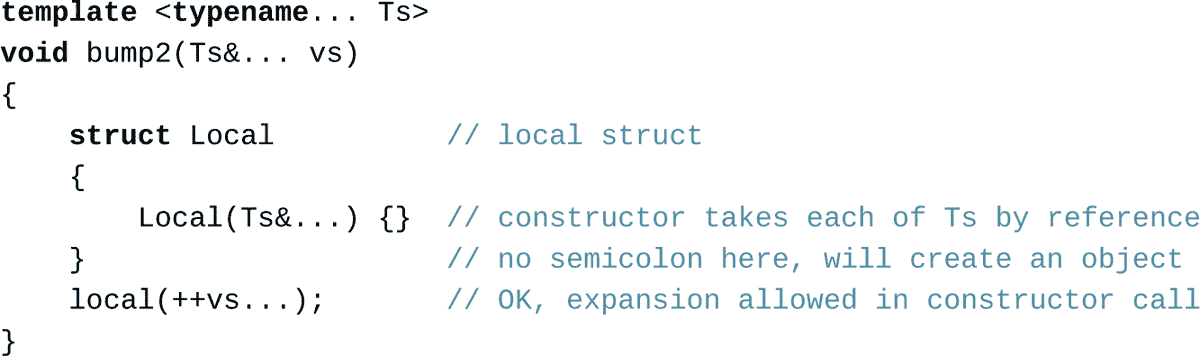 template <typename... Ts>
void bump2(Ts&... vs)
{
    struct Local          // local struct
    {
        Local(Ts&...) {}  // constructor takes each of Ts by reference
    }                     // no semicolon here, will create an object
    local(++vs...);       // OK, expansion allowed in constructor call
}